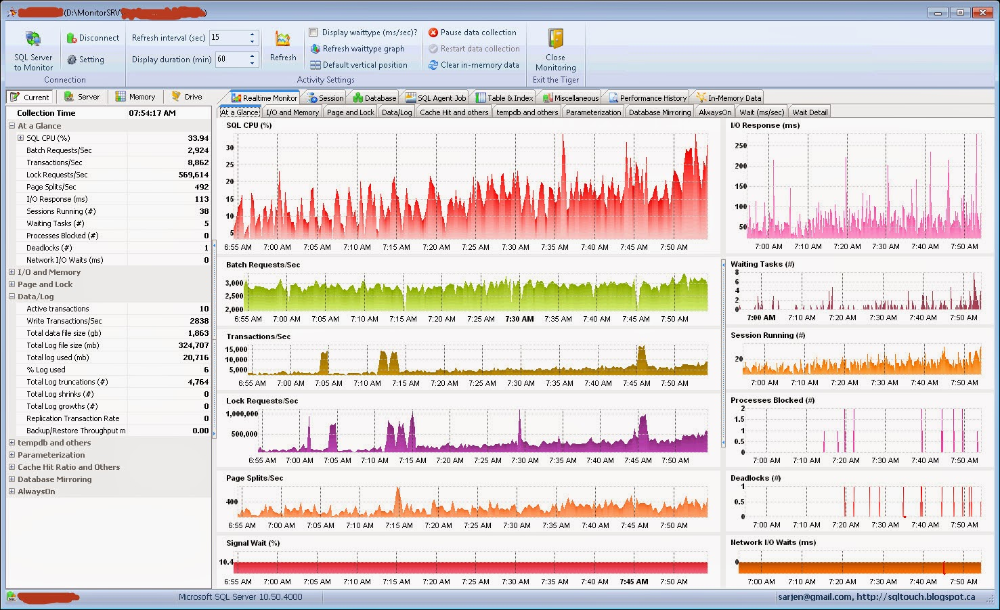 (D:\MonitorSRV\
SQL Server to Monitor
Disconnect
Setting
Connection
Refresh interval (sec) 15
Display duration (min) 60
Refresh
Display waittype (ms/sec)?
Refresh waittype graph
Default vertical position
Pause data collection
Restart data collection
Clear in-memory data
Activity Settings
Close Monitoring
Exit the Tiger
Current Server Memory Drive
Realtime Monitor Session Database SQL Agent Job Table & Index Miscellaneous Performance History In-Memory Data
At a Glance I/O and Memory Page and Lock Data/Log Cache Hit and others tempdb and others Parameterization Database Mirroring AlwaysOn Wait (ms/sec) Wait Detail
Collection Time 07:54:17 AM
At a Glance
SQL CPU (%) 33.94
Batch Requests/Sec 2,924
Transactions/Sec 8,862
Lock Requests/Sec 569,614
Page Splits/Sec 492
I/O Response (ms) 113
Sessions Running (#) 38
Waiting Tasks (#) 5
Processes Blocked (#) 0
Deadlocks (#) 1
Network I/O Waits (ms) 0
I/O and Memory
Page and Lock
Data/Log
Active transactions 10
Write Transactions/Sec 2838
Total data file size (gb) 1,863
Total Log file size (mb) 324,707
Total log used (mb) 20,716
% Log used 6
Total Log truncations (#) 4,764
Total Log shrinks (#) 0
Total Log growths (#) 0
Replication Transaction Rate 0
Backup/Restore Throughput m 0.00
tempdb and others
Parameterization
Cache Hit Ratio and Others
Database Mirroring
AlwaysOn
SQL CPU (%)
30
25
20
15
10
5
6:55 AM 7:00 AM 7:05 AM 7:10 AM 7:15 AM 7:20 AM 7:25 AM 7:30 AM 7:35 AM 7:40 AM 7:45 AM 7:50 AM
Batch Requests/Sec
3,000
2,500
2,000
6:55 AM 7:00 AM 7:05 AM 7:10 AM 7:15 AM 7:20 AM 7:25 AM 7:30 AM 7:35 AM 7:40 AM 7:45 AM 7:50 AM
Transactions/Sec
15,000
10,000
5,000
6:55 AM 7:00 AM 7:05 AM 7:10 AM 7:15 AM 7:20 AM 7:25 AM 7:30 AM 7:35 AM 7:40 AM 7:45 AM 7:50 AM
Lock Requests/Sec
1,000,000
500,000
6:55 AM 7:00 AM 7:05 AM 7:10 AM 7:15 AM 7:20 AM 7:25 AM 7:30 AM 7:35 AM 7:40 AM 7:45 AM 7:50 AM
Page Splits/Sec
400
6:55 AM 7:00 AM 7:05 AM 7:10 AM 7:15 AM 7:20 AM 7:25 AM 7:30 AM 7:35 AM 7:40 AM 7:45 AM 7:50 AM
Signal Wait (%)
10.4
6:55 AM 7:00 AM 7:05 AM 7:10 AM 7:15 AM 7:20 AM 7:25 AM 7:30 AM 7:35 AM 7:40 AM 7:45 AM 7:50 AM
I/O Response (ms)
250
200
150
100
50
7:00 AM 7:10 AM 7:20 AM 7:30 AM 7:40 AM 7:50 AM
Waiting Tasks (#)
8
6
4
2
0
7:00 AM 7:10 AM 7:20 AM 7:30 AM 7:40 AM 7:50 AM
Session Running (#)
20
7:00 AM 7:10 AM 7:20 AM 7:30 AM 7:40 AM 7:50 AM
Processes Blocked (#)
2
1.5
1
0.5
0
7:00 AM 7:10 AM 7:20 AM 7:30 AM 7:40 AM 7:50 AM
Deadlocks (#)
1
0.5
0
7:00 AM 7:10 AM 7:20 AM 7:30 AM 7:40 AM 7:50 AM
Network I/O Waits (ms)
0
7:00 AM 7:10 AM 7:20 AM 7:30 AM 7:40 AM 7:50 AM
Microsoft SQL Server 10.50.4000
sarjen@gmail.com, http://sqltouch.blogspot.ca